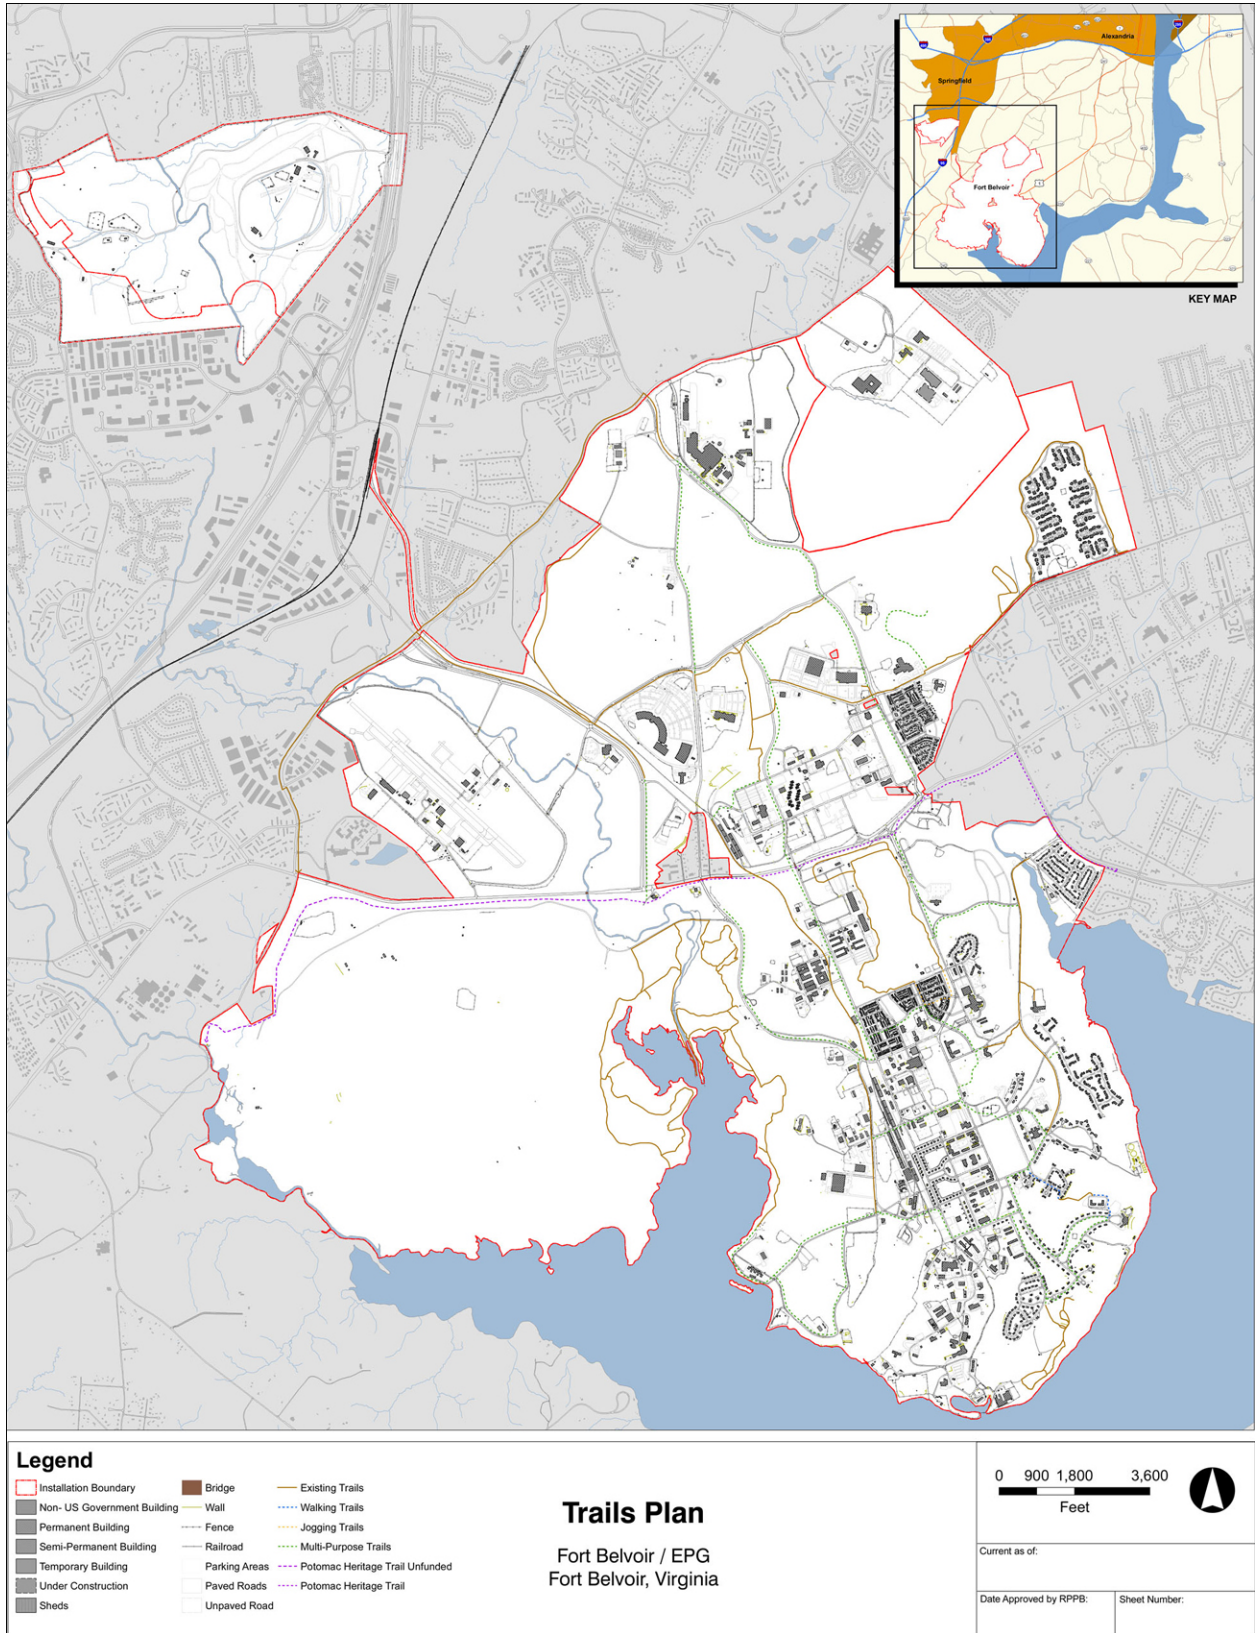 Alexandria
Springfield
Fort Belvoir
1
KEY MAP
Legend
Installation Boundary
Non- US Government Building
Permanent Building
Semi-Permanent Building
Temporary Building
Under Construction
Sheds
Bridge
Wall
Fence
Railroad
Parking Areas
Paved Roads
Unpaved Road
Existing Trails
Walking Trails
Jogging Trails
Multi-Purpose Trails
Potomac Heritage Trail Unfunded
Potomac Heritage Trail
Trails Plan
Fort Belvoir / EPG
Fort Belvoir, Virginia
0 900 1,800 3,600
Feet
Current as of:
Date Approved by RPPB:
Sheet Number: